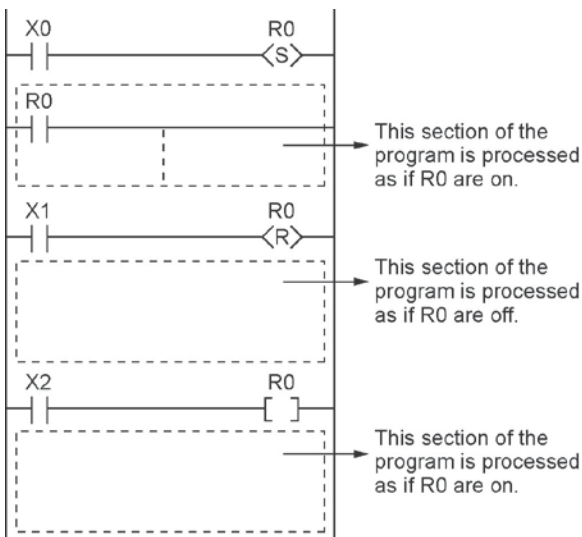 X0 R0
S
R0
This section of the
program is processed
as if R0 are on.
X1 R0
R
This section of the
program is processed
as if R0 are off.
X2 R0
This section of the
program is processed
as if R0 are on.